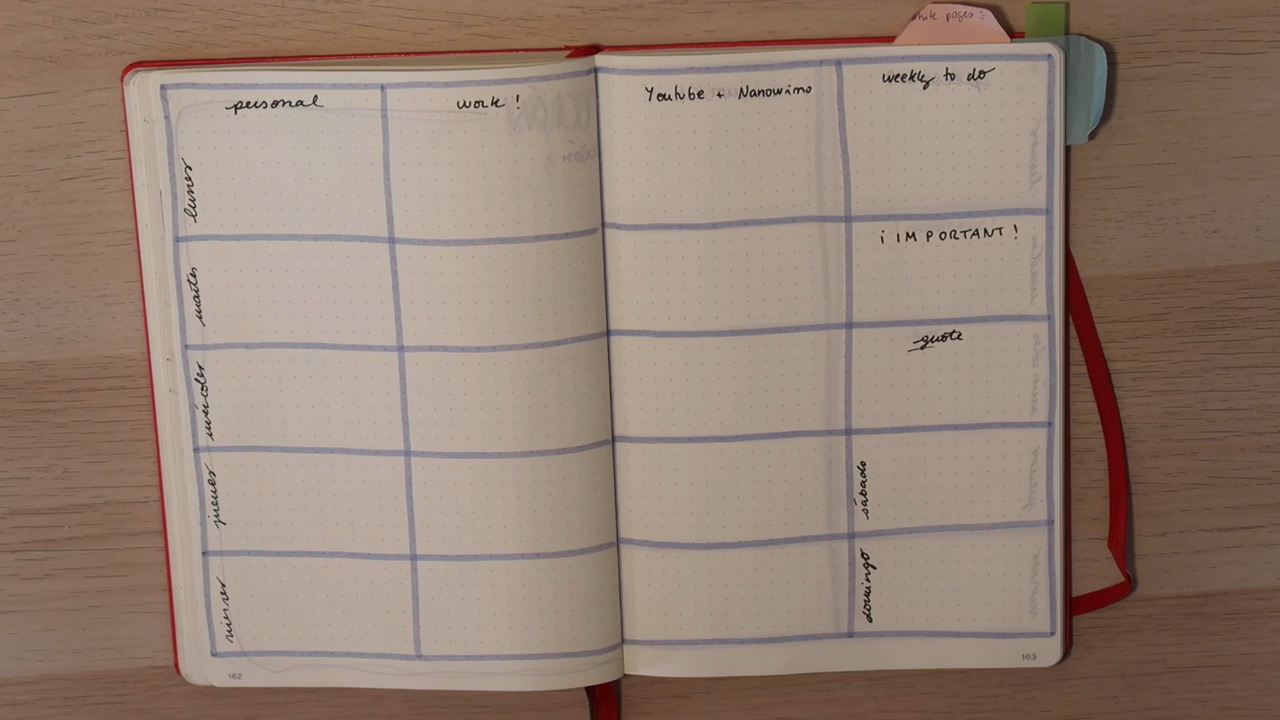 white pages :
personal
work !
Youtube + Nanowimo
weekly to do
lunes
¡ IMPORTANT !
martes
quote
miércoles
jueves
sábado
viernes
domingo
162
163